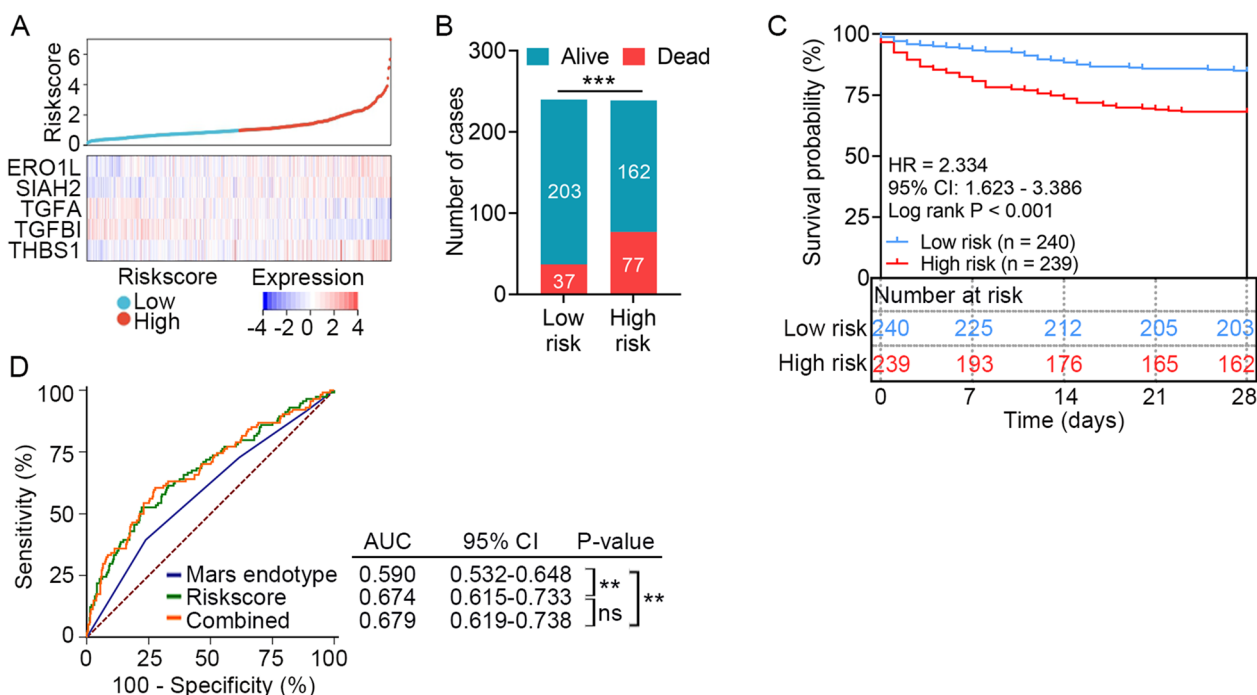 A
Riskscore
6
4
2
0
ERO1L
SIAH2
TGFA
TGFBI
THBS1
Riskscore
Low
High
Expression
-4 -2 0 2 4
B
Number of cases
300
200
100
0
Alive Dead
***
203
37
162
77
Low risk
High risk
C
Survival probability (%)
100
75
50
25
0
HR = 2.334
95% CI: 1.623 - 3.386
Log rank P < 0.001
Low risk (n = 240)
High risk (n = 239)
Number at risk
Low risk 240 225 212 205 203
High risk 239 193 176 165 162
0 7 14 21 28
Time (days)
D
Sensitivity (%)
100
75
50
25
0
Mars endotype
Riskscore
Combined
0 25 50 75 100
100 - Specificity (%)
AUC 95% CI P-value
0.590 0.532-0.648
0.674 0.615-0.733
0.679 0.619-0.738
**
ns
**